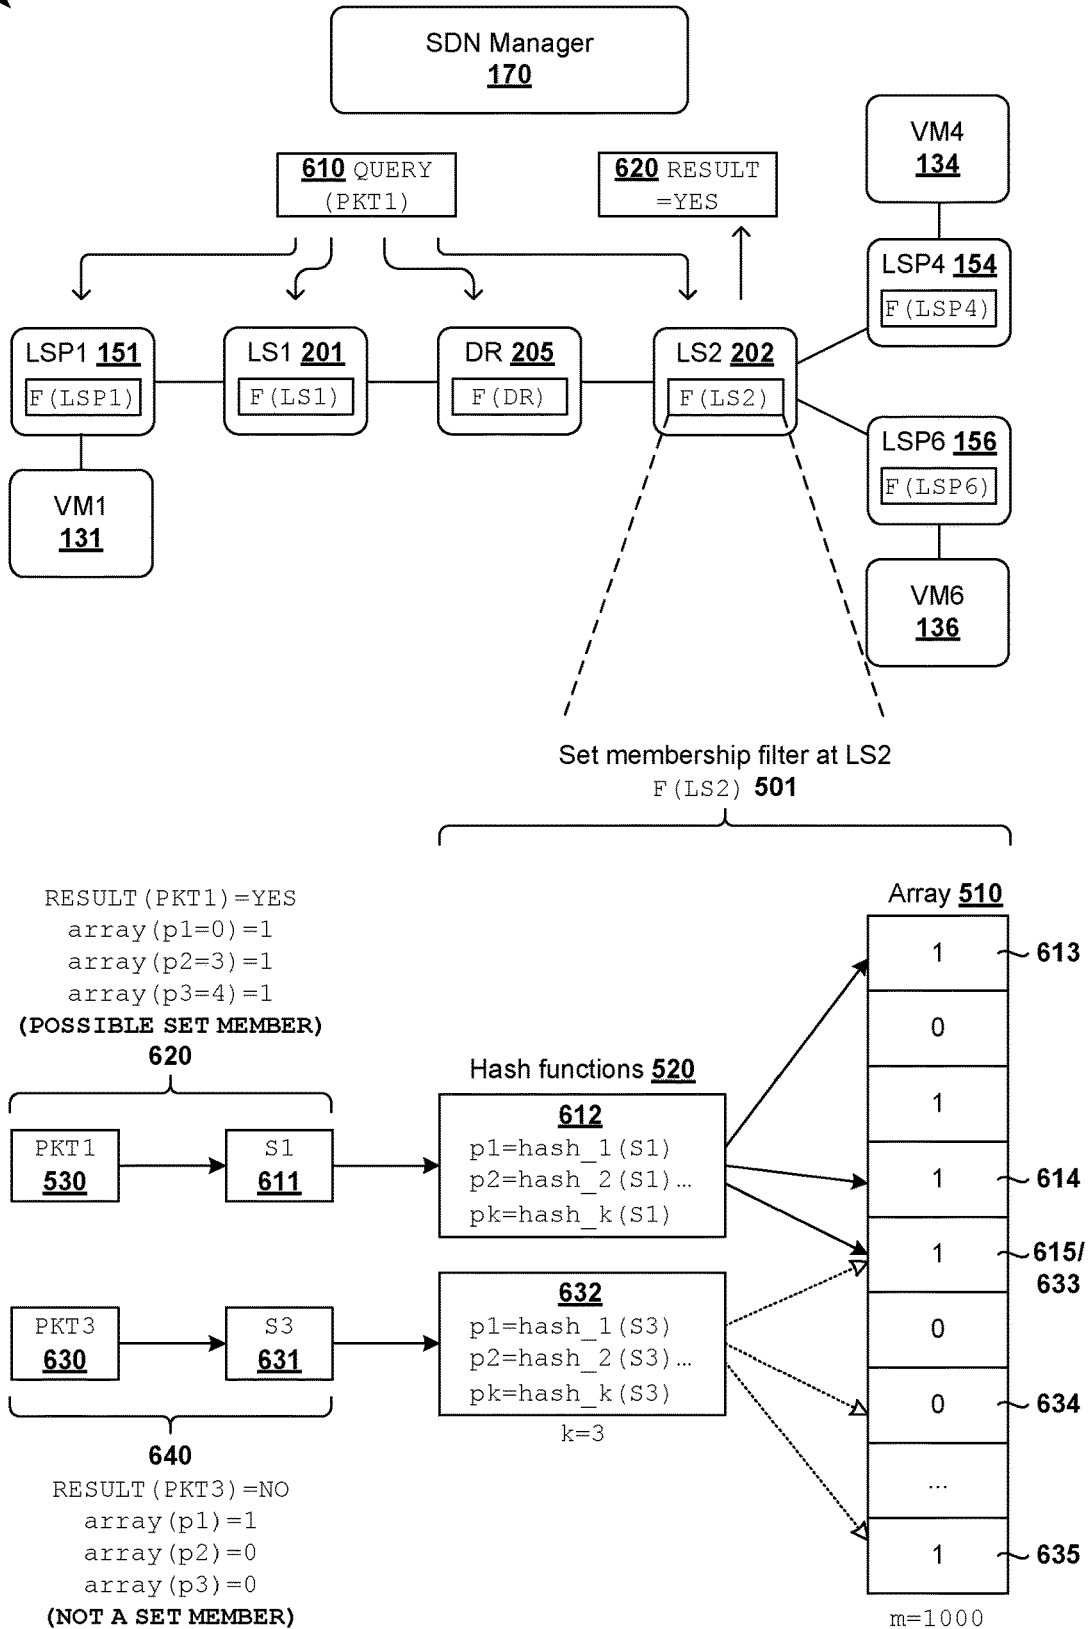 SDN Manager
170
610 QUERY
(PKT1)
620 RESULT
=YES
VM4
134
LSP4 154
F(LSP4)
LSP1 151
F(LSP1)
LS1 201
F(LS1)
DR 205
F(DR)
LS2 202
F(LS2)
LSP6 156
F(LSP6)
VM1
131
VM6
136
Set membership filter at LS2
F(LS2) 501
RESULT(PKT1)=YES
array(p1=0)=1
array(p2=3)=1
array(p3=4)=1
(POSSIBLE SET MEMBER)
620
Array 510
1
613
0
1
1
614
1
615/
633
0
0
634
...
1
635
m=1000
Hash functions 520
PKT1
530
S1
611
612
p1=hash_1(S1)
p2=hash_2(S1)...
pk=hash_k(S1)
PKT3
630
S3
631
632
p1=hash_1(S3)
p2=hash_2(S3)...
pk=hash_k(S3)
k=3
640
RESULT(PKT3)=NO
array(p1)=1
array(p2)=0
array(p3)=0
(NOT A SET MEMBER)